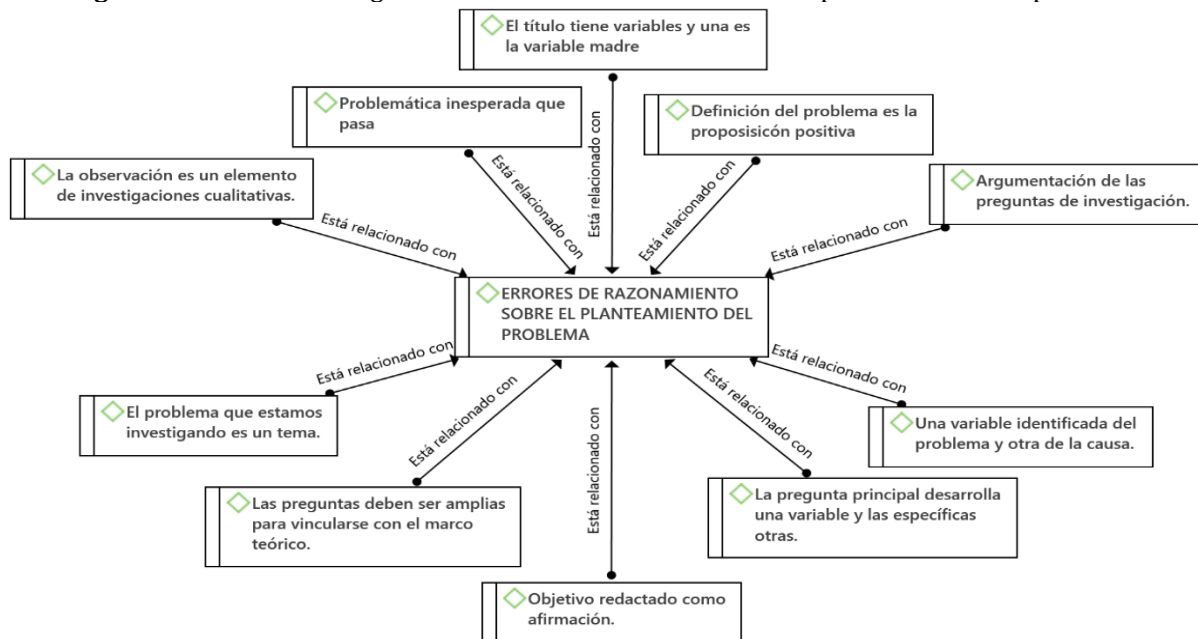 El título tiene variables y una es
la variable madre
Problemática inesperada que
pasa
Definición del problema es la
proposisicón positiva
La observación es un elemento
de investigaciones cualitativas.
Argumentación de las
preguntas de investigación.
Está relacionado con
Está relacionado con
Está relacionado con
Está relacionado con
Está relacionado con
ERRORES DE RAZONAMIENTO
SOBRE EL PLANTEAMIENTO DEL
PROBLEMA
Está relacionado con
Está relacionado con
Está relacionado con
Está relacionado con
Está relacionado con
El problema que estamos
investigando es un tema.
Una variable identificada del
problema y otra de la causa.
Las preguntas deben ser amplias
para vincularse con el marco
teórico.
La pregunta principal desarrolla
una variable y las específicas
otras.
Objetivo redactado como
afirmación.